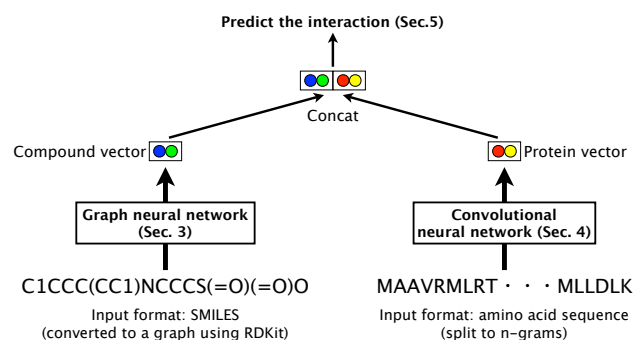 Predict the interaction (Sec.5)
Concat
Compound vector
Protein vector
Graph neural network
(Sec. 3)
Convolutional
neural network (Sec. 4)
C1CCC(CC1)NCCCS(=O)(=O)O
MAAVRMLRT · · · MLLDLK
Input format: SMILES
(converted to a graph using RDKit)
Input format: amino acid sequence
(split to n-grams)